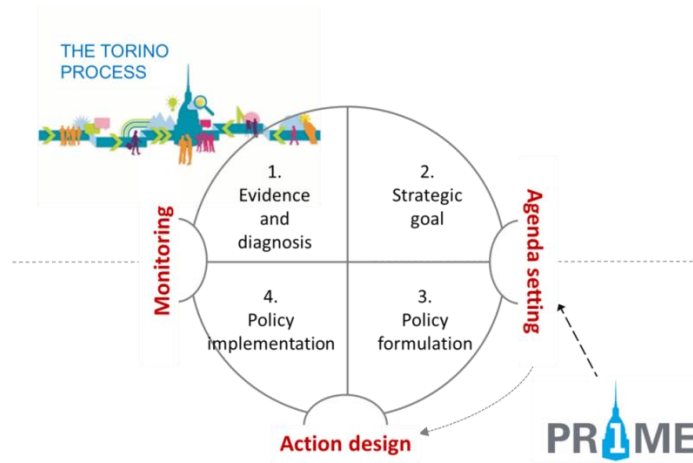 THE TORINO
PROCESS
1.
Evidence
and
diagnosis
2.
Strategic
goal
Monitoring
Agenda setting
4.
Policy
implementation
3.
Policy
formulation
Action design
PR1ME